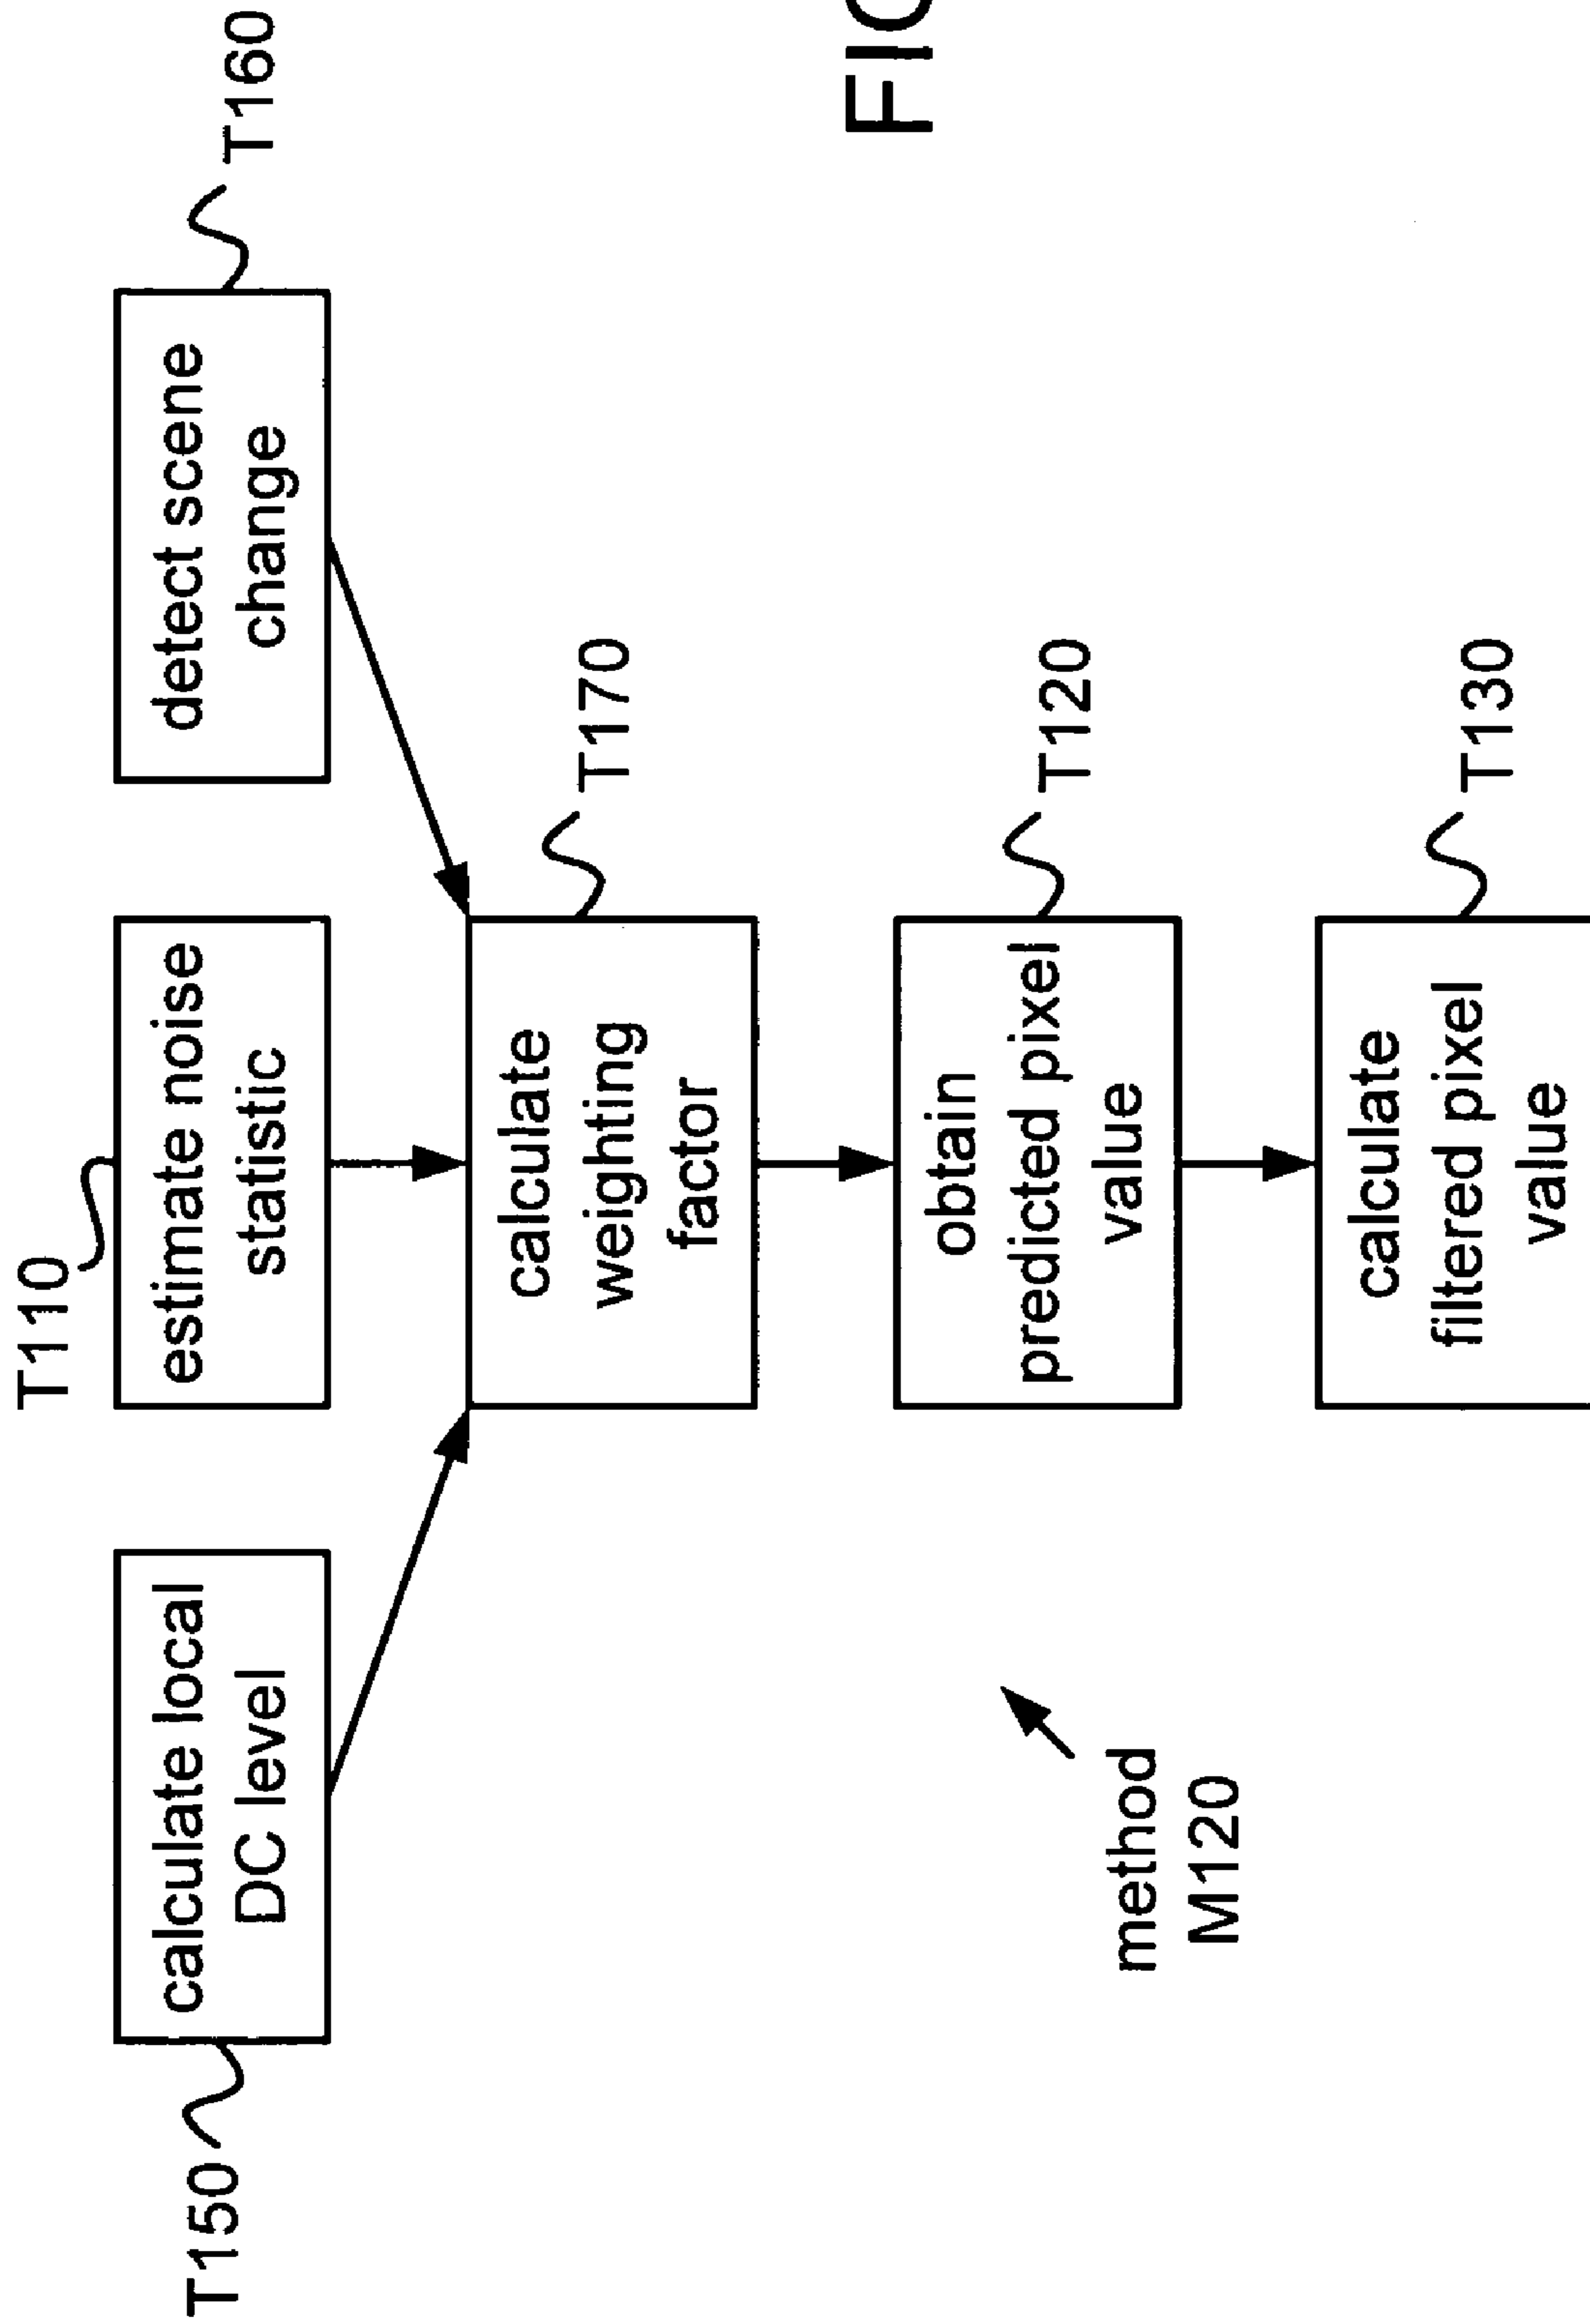 T110
T150
calculate local
DC level
estimate noise
statistic
detect scene
change
T160
calculate
weighting
factor
T170
obtain
predicted pixel
value
T120
method
M120
calculate
filtered pixel
value
T130